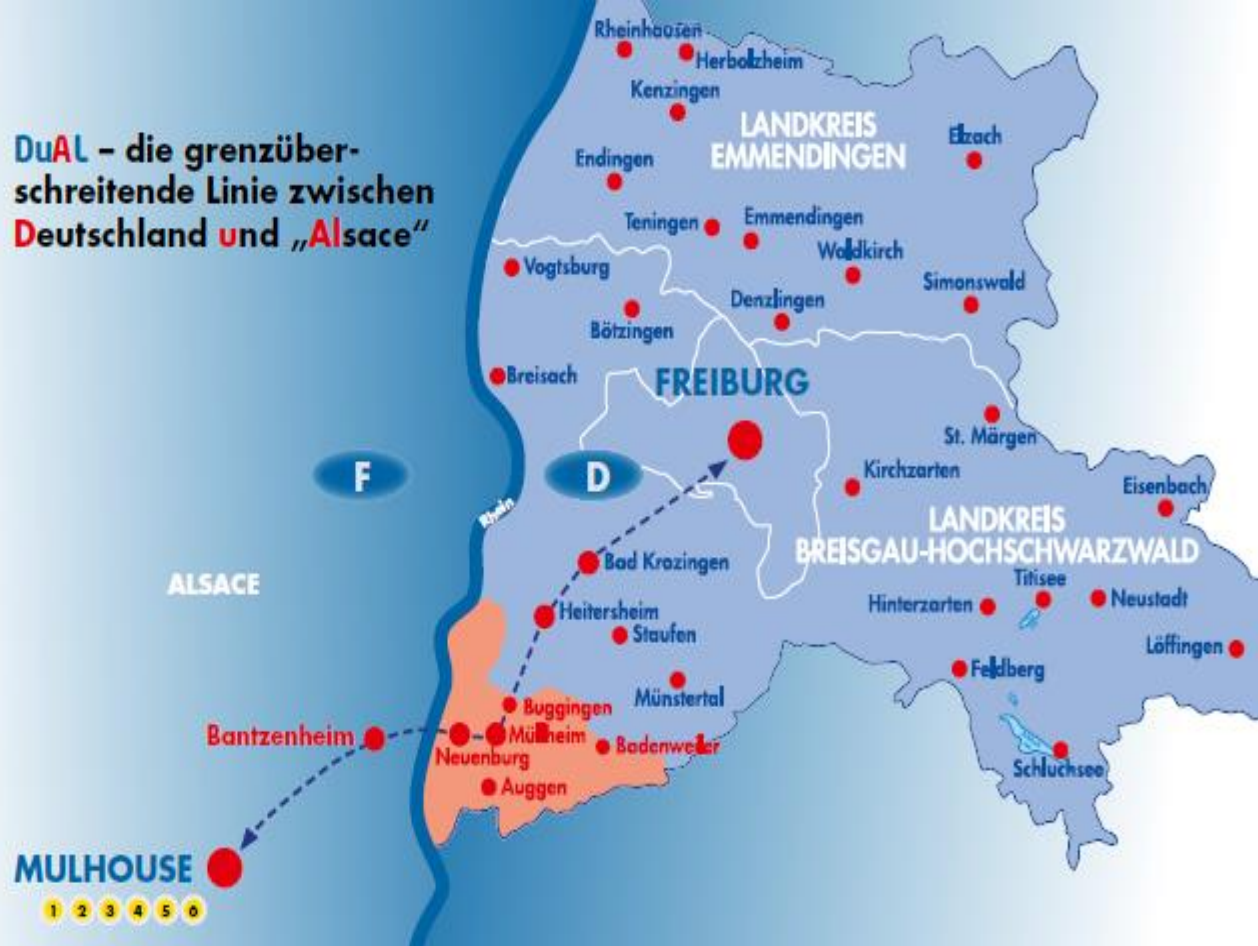 DuAL – die grenzüber-
schreitende Linie zwischen
Deutschland und „Alsace“
Rheinhausen
Herbolzheim
Kenzingen
LANDKREIS
EMMENDINGEN
Elzach
Endingen
Teningen
Emmendingen
Waldkirch
Vogtsburg
Simonswald
Denzlingen
Bötzingen
Breisach
FREIBURG
St. Märgen
F
D
Kirchzarten
Eisenbach
Rhein
LANDKREIS
BREISGAU-HOCHSCHWARZWALD
Bad Krozingen
ALSACE
Titisee
Hinterzarten
Neustadt
Heitersheim
Staufen
Löffingen
Feldberg
Münstertal
Buggingen
Bantzenheim
Müllheim
Badenweiler
Neuenburg
Schluchsee
Auggen
MULHOUSE
1 2 3 4 5 6